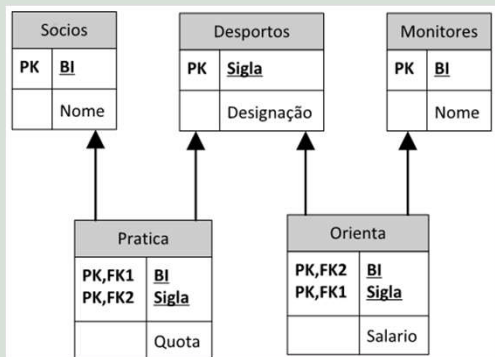 Socios
PK BI
Nome
Desportos
PK Sigla
Designação
Monitores
PK BI
Nome
Pratica
PK,FK1 BI
PK,FK2 Sigla
Quota
Orienta
PK,FK2 BI
PK,FK1 Sigla
Salario